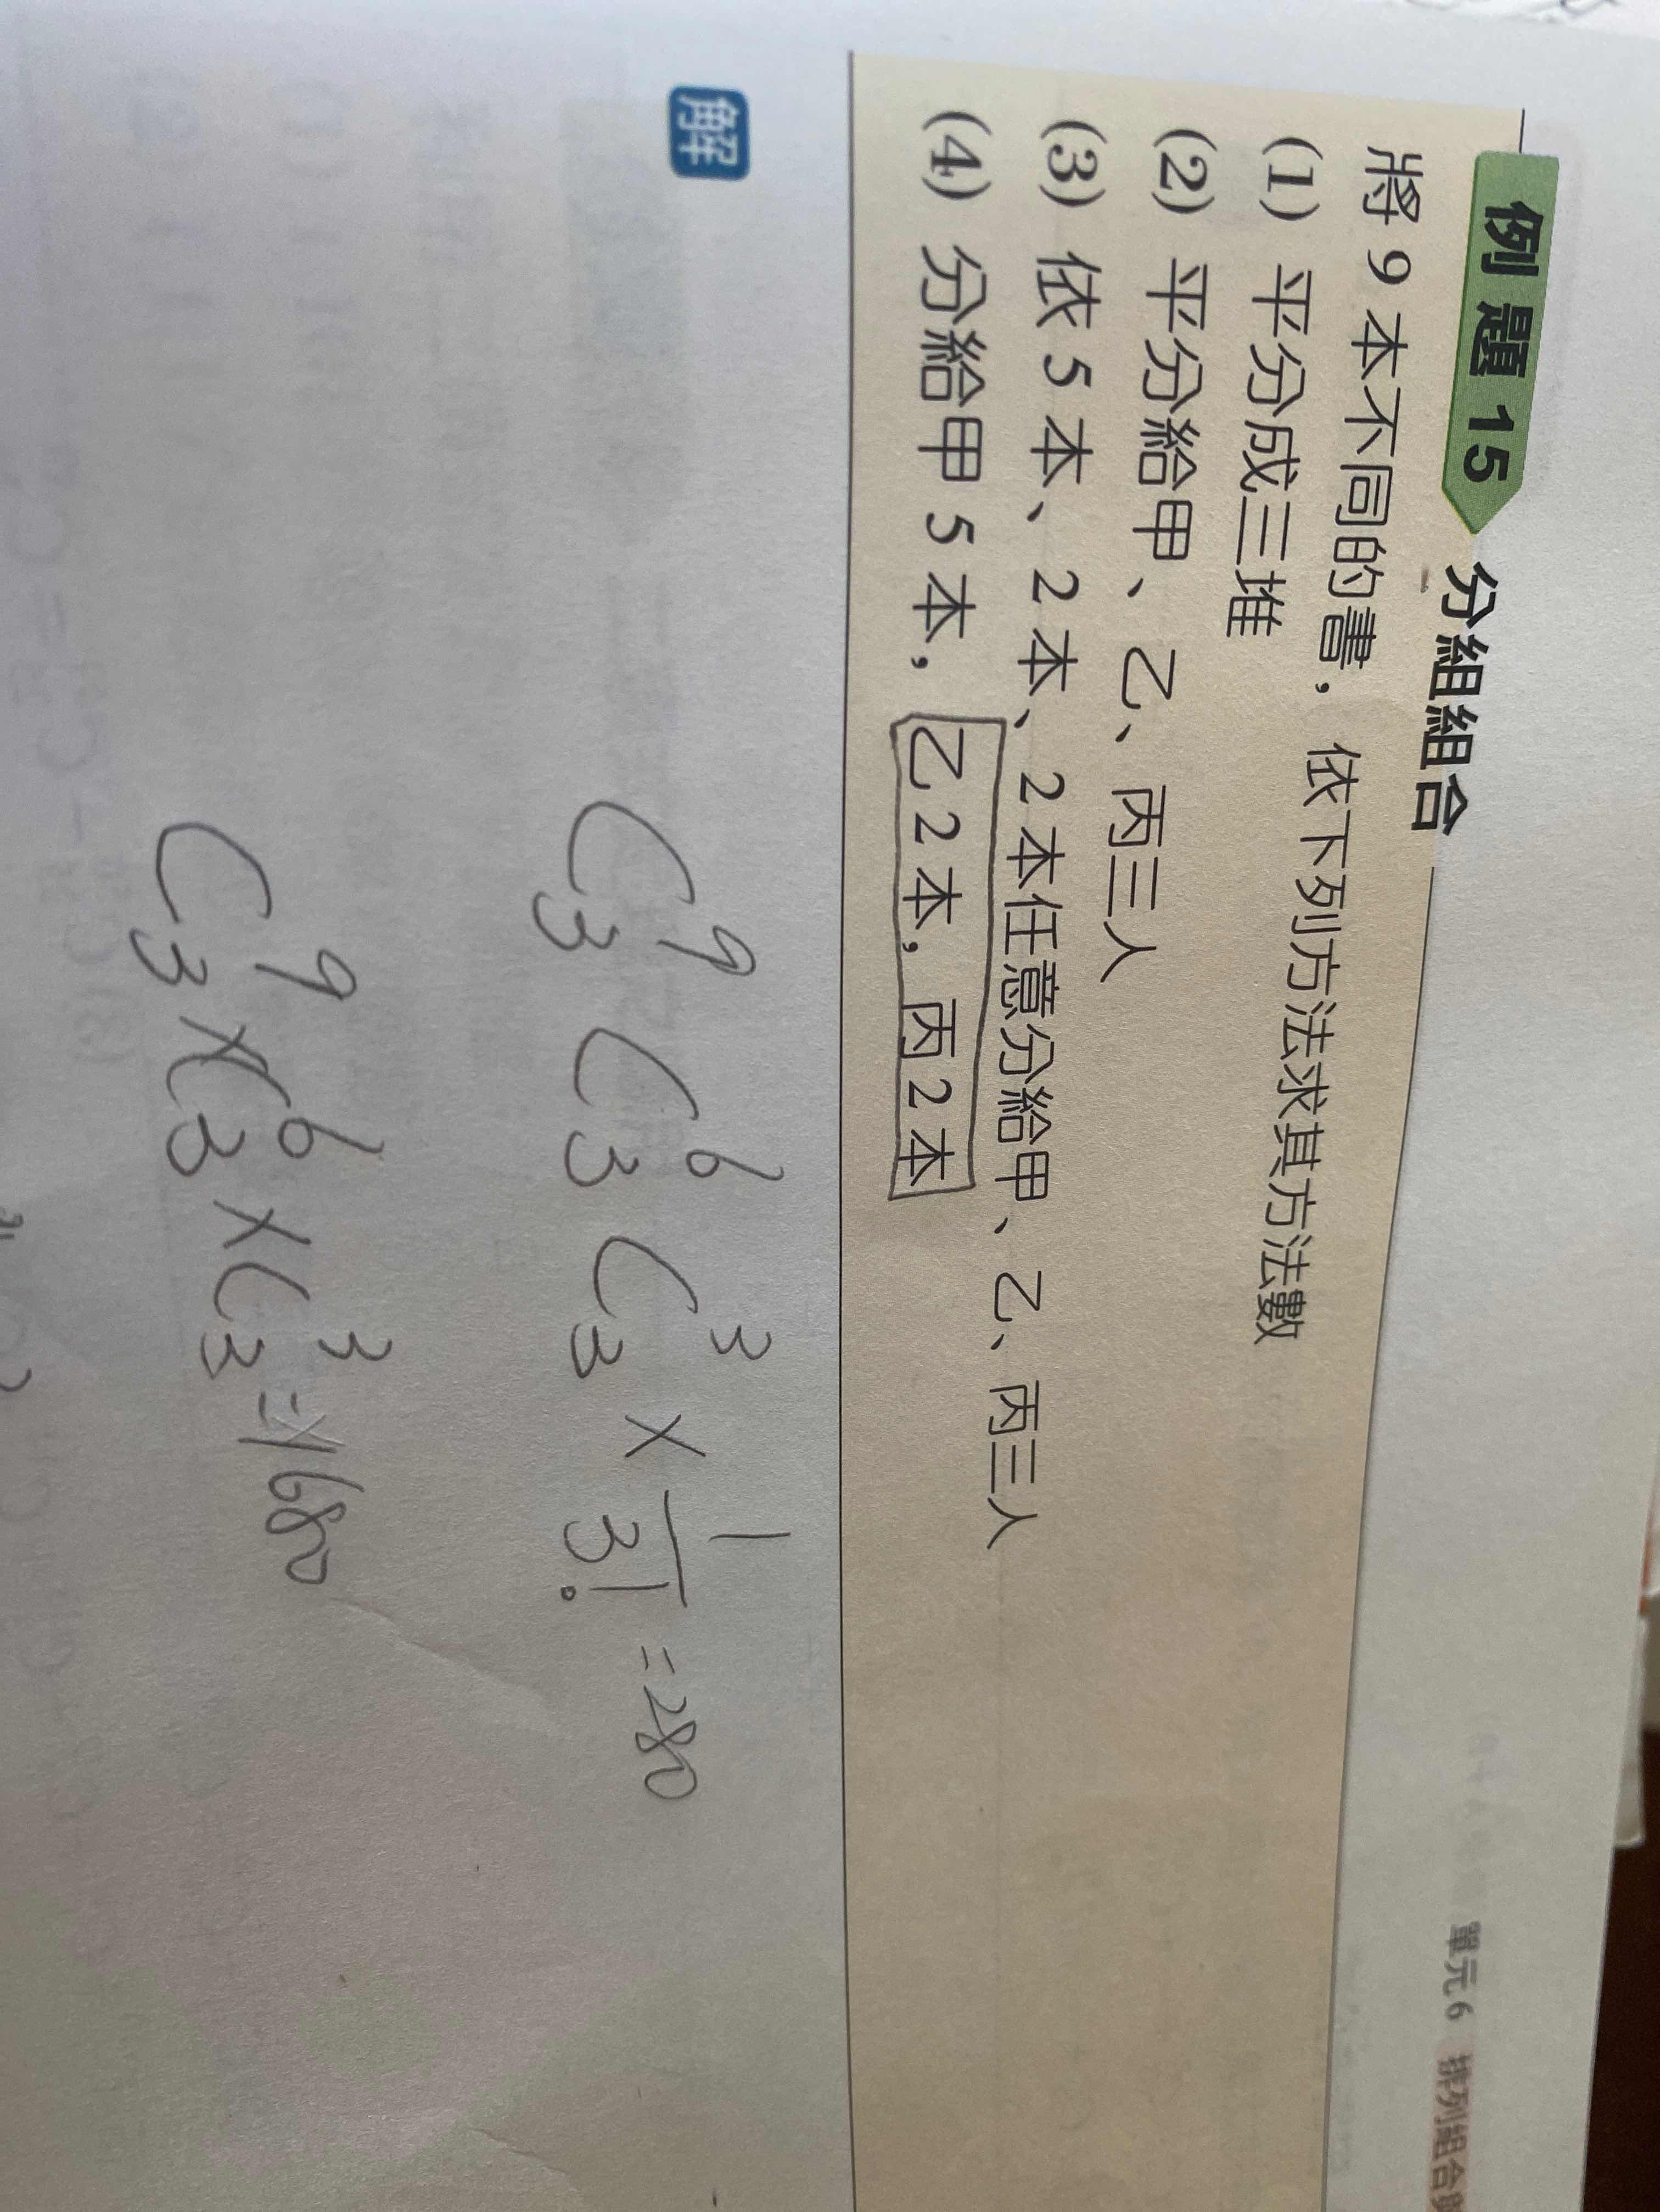 單元6 排列組合
例題 15 分組組合
將 9 本不同的書，依下列方法求其方法數
(1) 平分成三堆
(2) 平分給甲、乙、丙三人
(3) 依 5 本、2 本、2 本任意分給甲、乙、丙三人
(4) 分給甲 5 本，乙 2 本，丙 2 本
解
C⁹₃ C⁶₃ C³₃ × 1/3! = 280
C⁹₃ × C⁶₃ × C³₃ = 1680